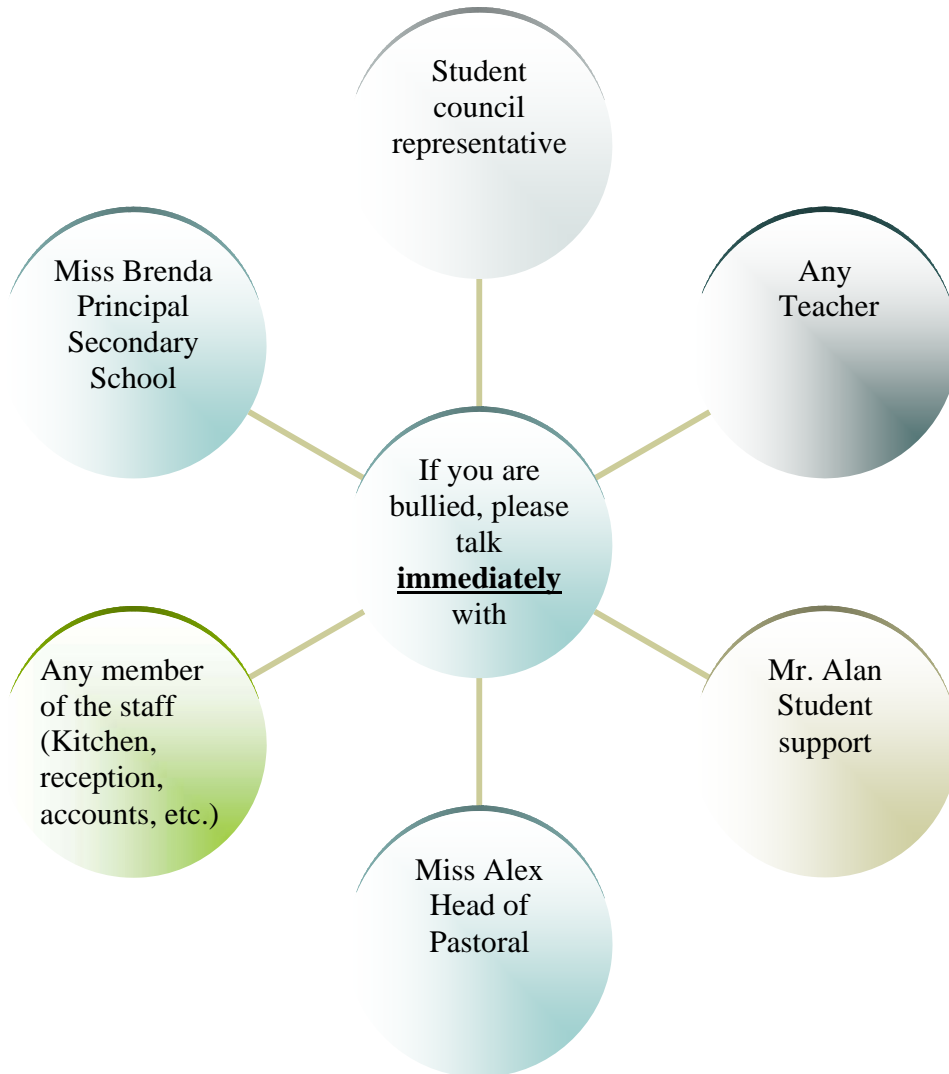 Student
council
representative
Miss Brenda
Principal
Secondary
School
Any
Teacher
If you are
bullied, please
talk
immediately
with
Any member
of the staff
(Kitchen,
reception,
accounts, etc.)
Mr. Alan
Student
support
Miss Alex
Head of
Pastoral